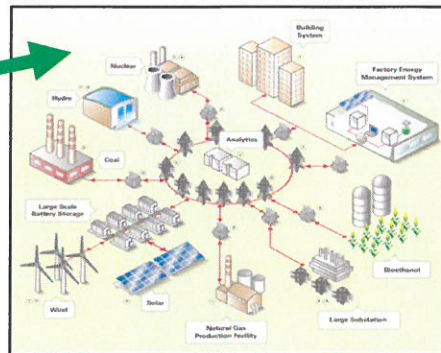 Building
System
Nuclear
Factory Energy
Management System
Hydro
Analytics
Coal
Large Scale
Battery Storage
Bioethanol
Wind
Solar
Large Substation
Natural Gas
Production Facility